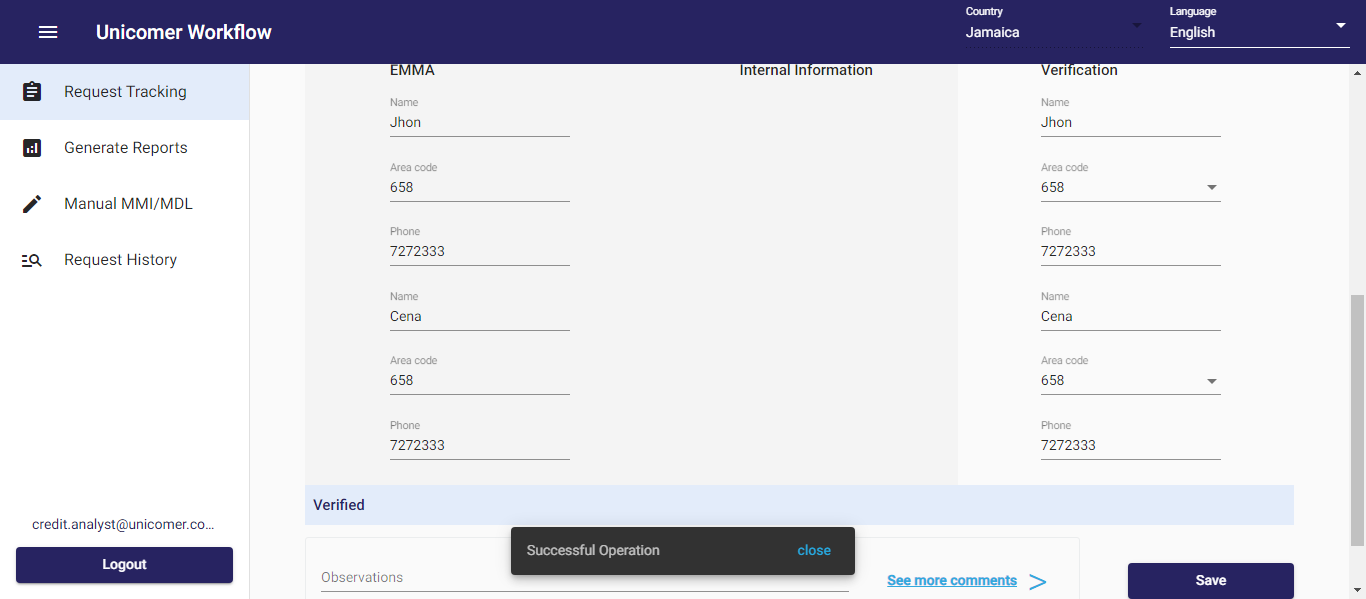 Unicomer Workflow
Country
Jamaica
Language
English
Request Tracking
Generate Reports
Manual MMI/MDL
Request History
credit.analyst@unicomer.co...
Logout
EMMA
Internal Information
Verification
Name
Jhon
Name
Jhon
Area code
658
Area code
658
Phone
7272333
Phone
7272333
Name
Cena
Name
Cena
Area code
658
Area code
658
Phone
7272333
Phone
7272333
Verified
Successful Operation
close
Observations
See more comments
Save